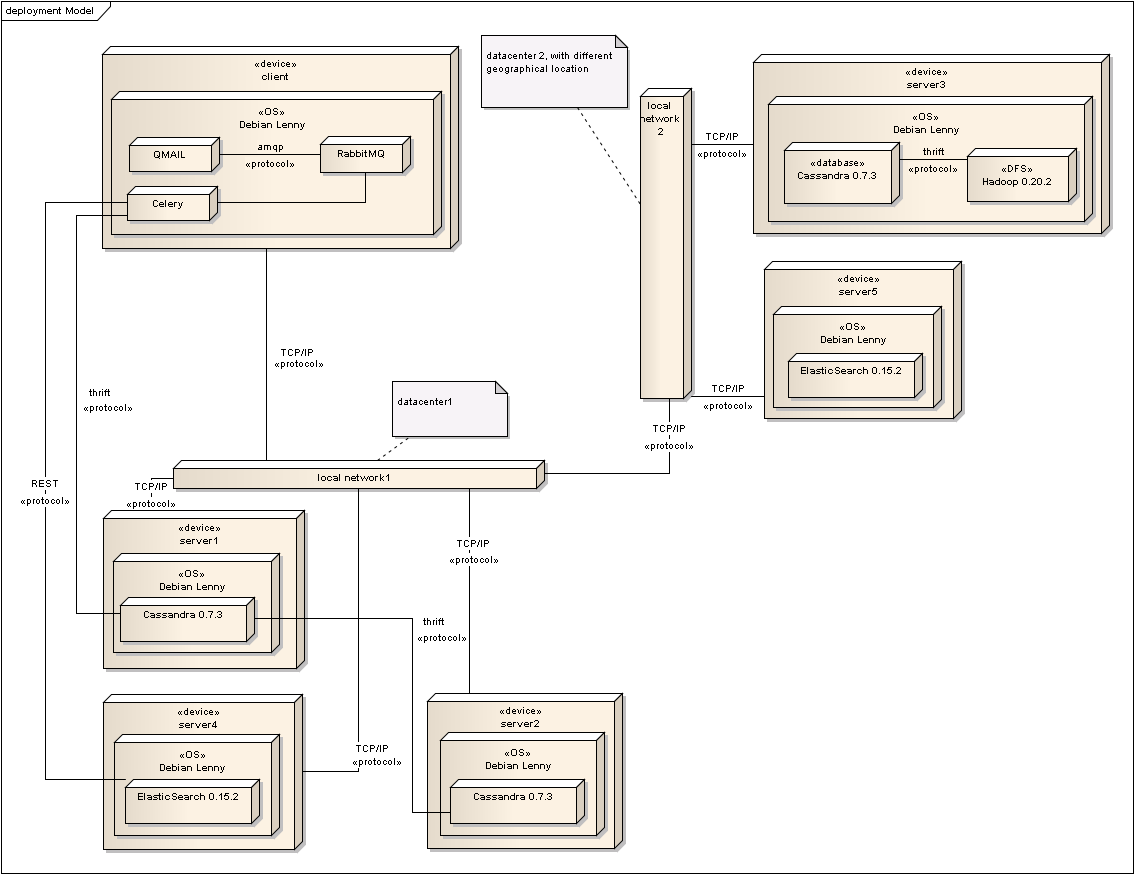 deployment Model
«device»
client
«OS»
Debian Lenny
QMAIL
amqp
«protocol»
RabbitMQ
Celery
datacenter 2, with different
geographical location
local
network
2
TCP/IP
«protocol»
«device»
server3
«OS»
Debian Lenny
«database»
Cassandra 0.7.3
thrift
«protocol»
«DFS»
Hadoop 0.20.2
«device»
server5
«OS»
Debian Lenny
ElasticSearch 0.15.2
TCP/IP
«protocol»
TCP/IP
«protocol»
TCP/IP
«protocol»
thrift
«protocol»
datacenter1
local network1
REST
«protocol»
TCP/IP
«protocol»
«device»
server1
«OS»
Debian Lenny
Cassandra 0.7.3
TCP/IP
«protocol»
thrift
«protocol»
«device»
server4
«OS»
Debian Lenny
ElasticSearch 0.15.2
TCP/IP
«protocol»
«device»
server2
«OS»
Debian Lenny
Cassandra 0.7.3